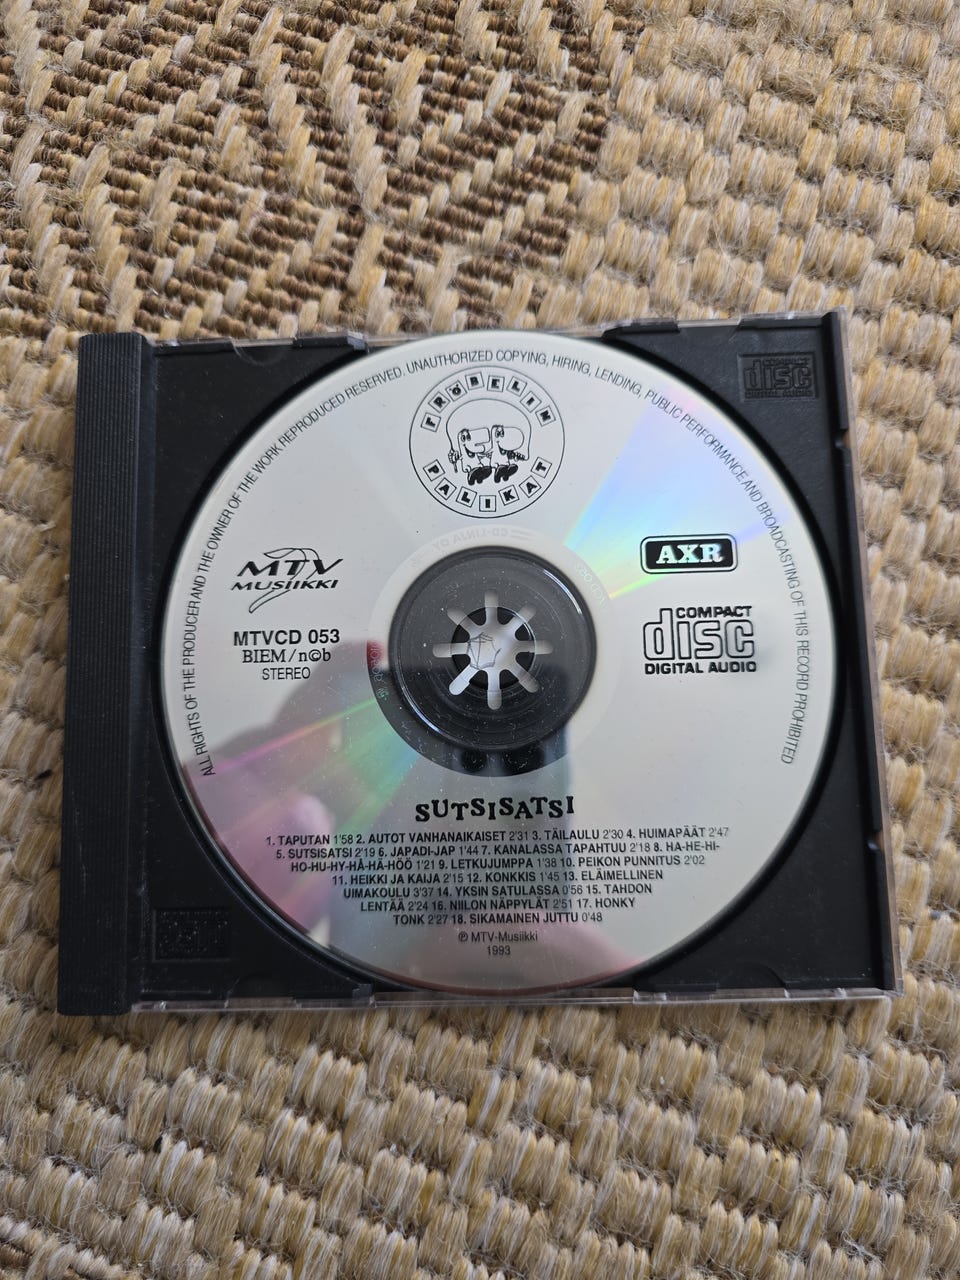 ALL RIGHTS OF THE PRODUCER AND THE OWNER OF THE WORK REPRODUCED RESERVED. UNAUTHORIZED COPYING, HIRING, LENDING, PUBLIC PERFORMANCE AND BROADCASTING OF THIS RECORD PROHIBITED
FRÖBELIN
PALIKAT
MTV
MUSIIKKI
MTVCD 053
BIEM/n©b
STEREO
AXR
COMPACT
disc
DIGITAL AUDIO
COMPACT
disc
DIGITAL AUDIO
SUTSISATSI
1. TAPUTAN 1'58 2. AUTOT VANHANAIKAISET 2'31 3. TÄILAULU 2'30 4. HUIMAPÄÄT 2'47
5. SUTSISATSI 2'19 6. JAPADI-JAP 1'44 7. KANALASSA TAPAHTUU 2'18 8. HA-HE-HI-
HO-HU-HY-HÄ-HÄ-HÖÖ 1'21 9. LETKUJUMPPA 1'38 10. PEIKON PUNNITUS 2'02
11. HEIKKI JA KAIJA 2'15 12. KONKKIS 1'45 13. ELÄIMELLINEN
UIMAKOULU 3'37 14. YKSIN SATULASSA 0'56 15. TAHDON
LENTÄÄ 2'24 16. NIILON NÄPPYLÄT 2'51 17. HONKY
TONK 2'27 18. SIKAMAINEN JUTTU 0'48
℗ MTV-Musiikki
1993